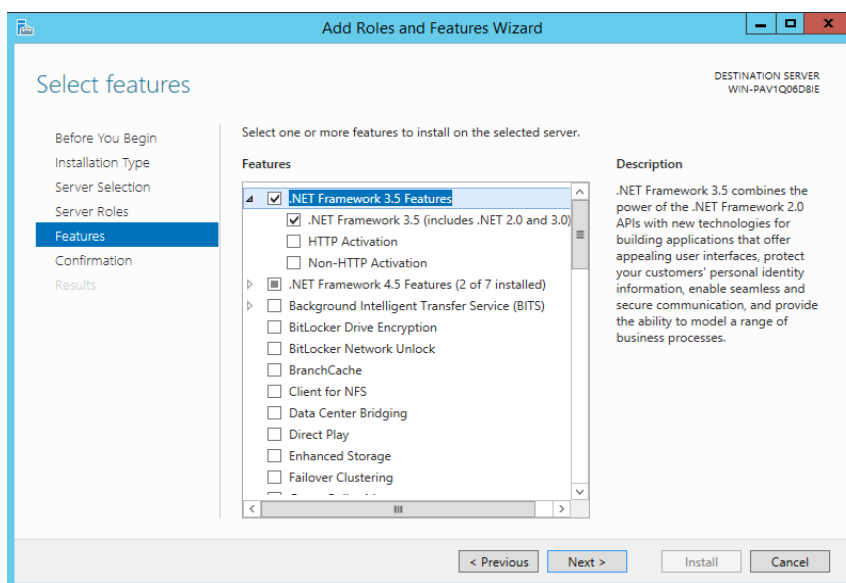 Add Roles and Features Wizard
Select features
DESTINATION SERVER
WIN-PAV1Q06D8IE
Before You Begin
Installation Type
Server Selection
Server Roles
Features
Confirmation
Results
Select one or more features to install on the selected server.
Features
.NET Framework 3.5 Features
.NET Framework 3.5 (includes .NET 2.0 and 3.0)
HTTP Activation
Non-HTTP Activation
.NET Framework 4.5 Features (2 of 7 installed)
Background Intelligent Transfer Service (BITS)
BitLocker Drive Encryption
BitLocker Network Unlock
BranchCache
Client for NFS
Data Center Bridging
Direct Play
Enhanced Storage
Failover Clustering
Description
.NET Framework 3.5 combines the
power of the .NET Framework 2.0
APIs with new technologies for
building applications that offer
appealing user interfaces, protect
your customers' personal identity
information, enable seamless and
secure communication, and provide
the ability to model a range of
business processes.
< Previous
Next >
Install
Cancel